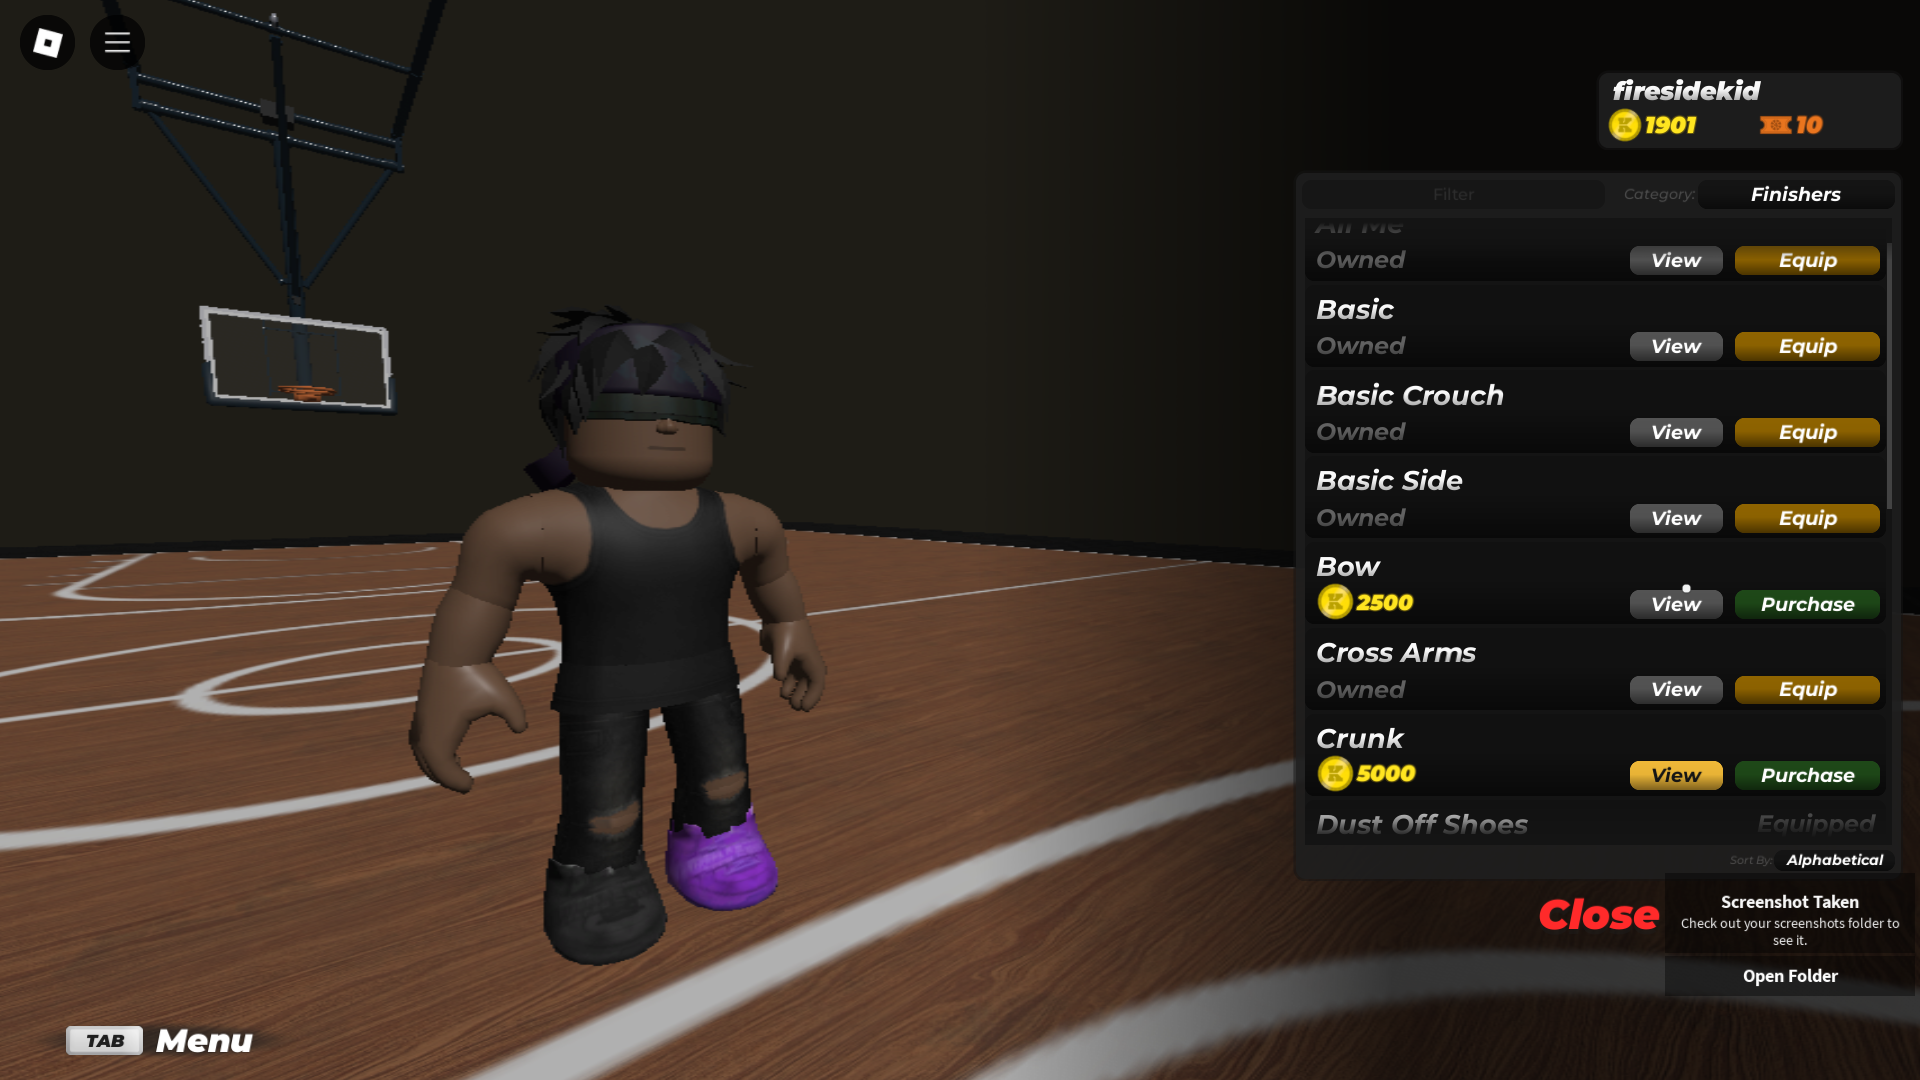 firesidekid
1901 10
Filter Category: Finishers
All Me
Owned View Equip
Basic
Owned View Equip
Basic Crouch
Owned View Equip
Basic Side
Owned View Equip
Bow
2500 View Purchase
Cross Arms
Owned View Equip
Crunk
5000 View Purchase
Dust Off Shoes Equipped
Sort By: Alphabetical
Close
Screenshot Taken
Check out your screenshots folder to
see it.
Open Folder
TAB Menu